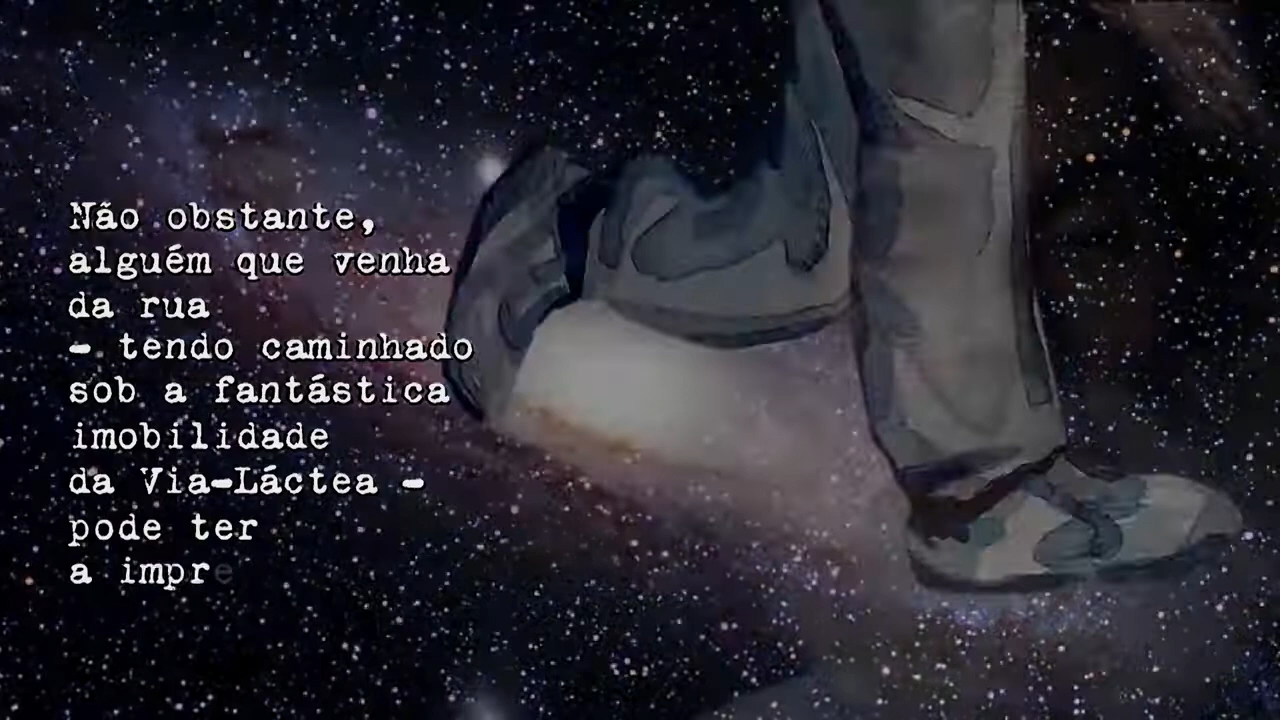 Não obstante,
alguém que venha
da rua
- tendo caminhado
sob a fantástica
imobilidade
da Via-Láctea -
pode ter
a impre